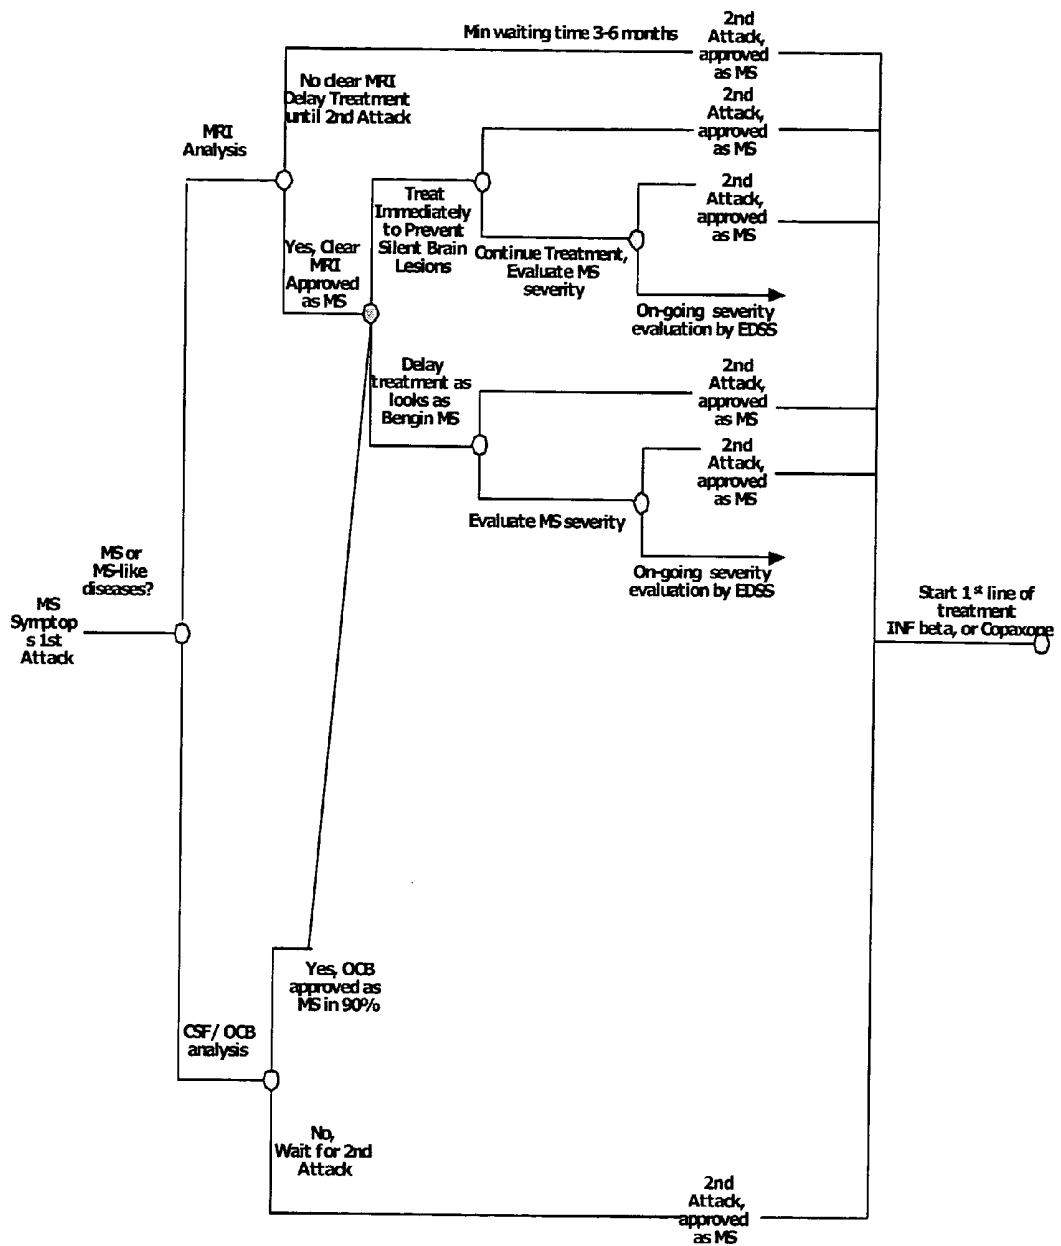 Min waiting time 3-6 months
2nd
Attack,
approved
as MS
No clear MRI
Delay Treatment
until 2nd Attack
2nd
Attack,
approved
as MS
MRI
Analysis
Treat
Immediately
to Prevent
Silent Brain
Lesions
2nd
Attack,
approved
as MS
Yes, Clear
MRI
Approved
as MS
Continue Treatment,
Evaluate MS
severity
On-going severity
evaluation by EDSS
Delay
treatment as
looks as
Bengin MS
2nd
Attack,
approved
as MS
2nd
Attack,
approved
as MS
Evaluate MS severity
On-going severity
evaluation by EDSS
MS or
MS-like
diseases?
MS
Symptop
s 1st
Attack
Start 1st line of
treatment
INF beta, or Copaxope
Yes, OCB
approved as
MS in 90%
CSF/ OCB
analysis
No,
Wait for 2nd
Attack
2nd
Attack,
approved
as MS